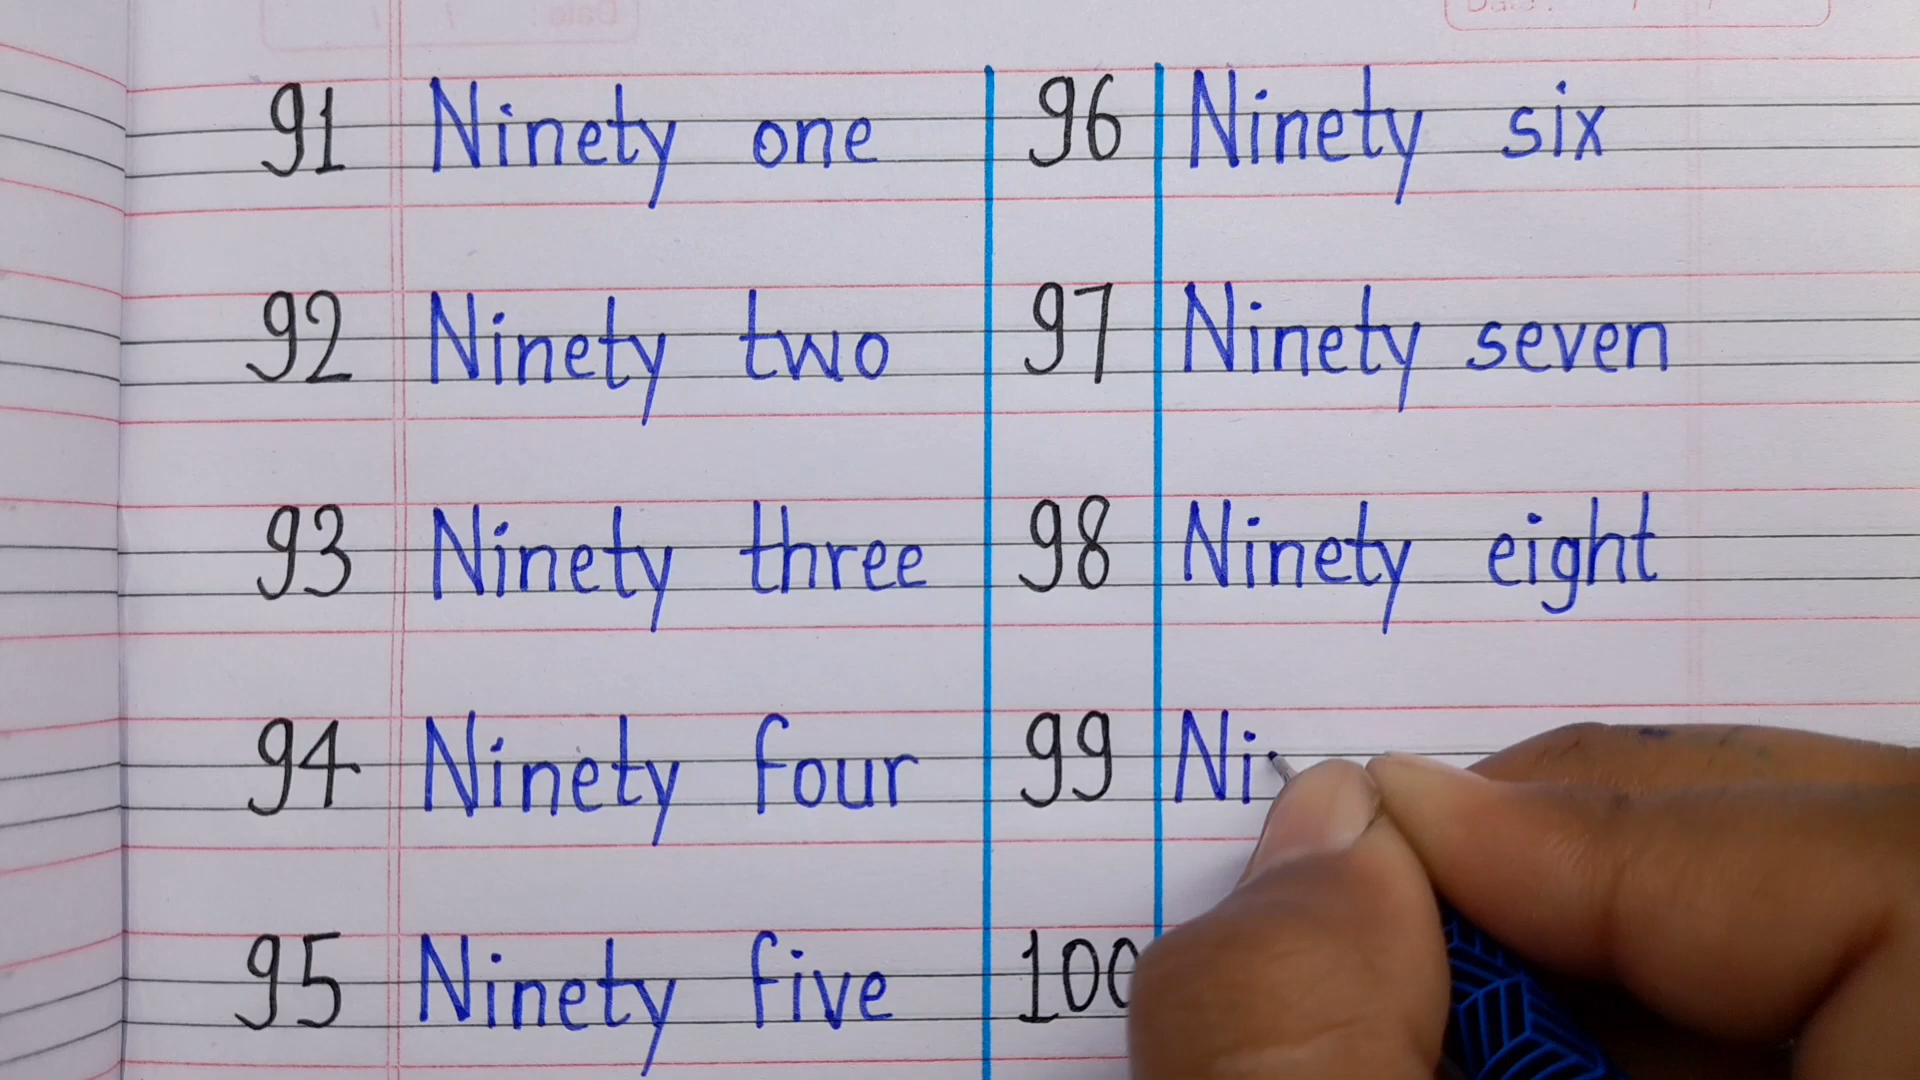 Date: / /
91 Ninety one 96 Ninety six
92 Ninety two 97 Ninety seven
93 Ninety three 98 Ninety eight
94 Ninety four 99 Ni
95 Ninety five 100